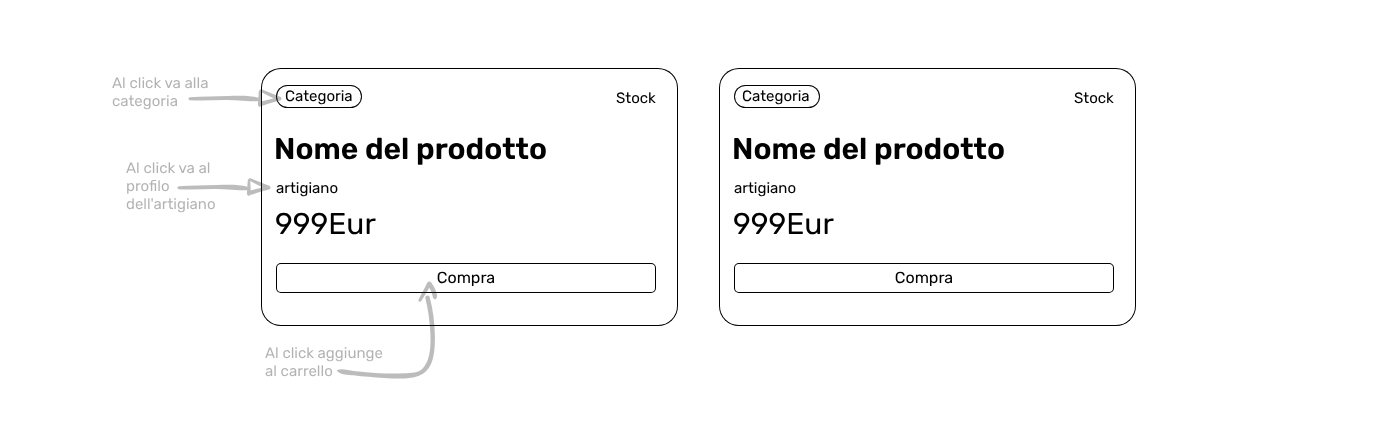 Al click va alla
categoria
Categoria
Stock
Nome del prodotto
Al click va al
profilo
dell'artigiano
artigiano
999Eur
Compra
Al click aggiunge
al carrello
Categoria
Stock
Nome del prodotto
artigiano
999Eur
Compra